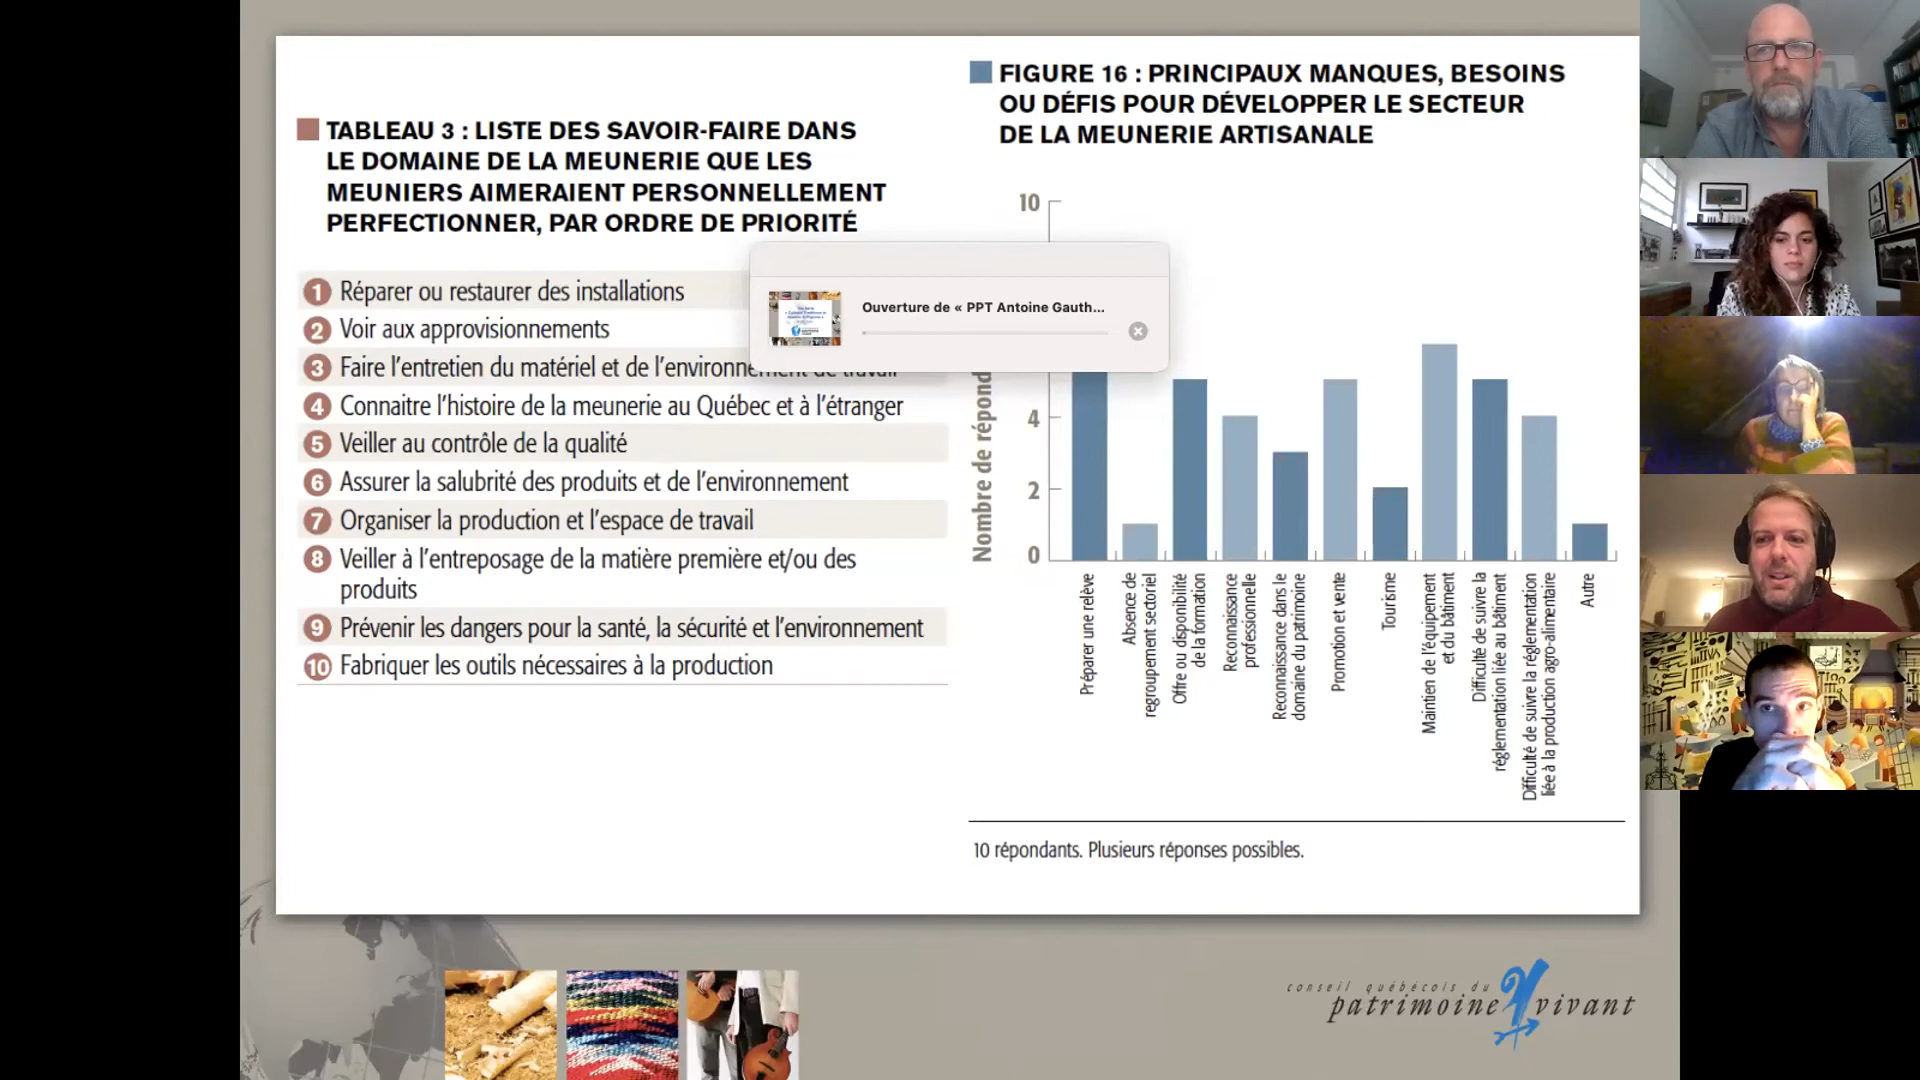 TABLEAU 3 : LISTE DES SAVOIR-FAIRE DANS
LE DOMAINE DE LA MEUNERIE QUE LES
MEUNIERS AIMERAIENT PERSONNELLEMENT
PERFECTIONNER, PAR ORDRE DE PRIORITÉ
1 Réparer ou restaurer des installations
2 Voir aux approvisionnements
3 Faire l'entretien du matériel et de l'environnement de travail
4 Connaitre l'histoire de la meunerie au Québec et à l'étranger
5 Veiller au contrôle de la qualité
6 Assurer la salubrité des produits et de l'environnement
7 Organiser la production et l'espace de travail
8 Veiller à l'entreposage de la matière première et/ou des
produits
9 Prévenir les dangers pour la santé, la sécurité et l'environnement
10 Fabriquer les outils nécessaires à la production
Ouverture de « PPT Antoine Gauth...
FIGURE 16 : PRINCIPAUX MANQUES, BESOINS
OU DÉFIS POUR DÉVELOPPER LE SECTEUR
DE LA MEUNERIE ARTISANALE
Nombre de répond
10
4
2
0
Préparer une relève
Absence de
regroupement sectoriel
Offre ou disponibilité
de la formation
Reconnaissance
professionnelle
Reconnaissance dans le
domaine du patrimoine
Promotion et vente
Tourisme
Maintien de l'équipement
et du bâtiment
Difficulté de suivre la
réglementation liée au bâtiment
Difficulté de suivre la réglementation
liée à la production agro-alimentaire
Autre
10 répondants. Plusieurs réponses possibles.
conseil québécois du
patrimoine vivant